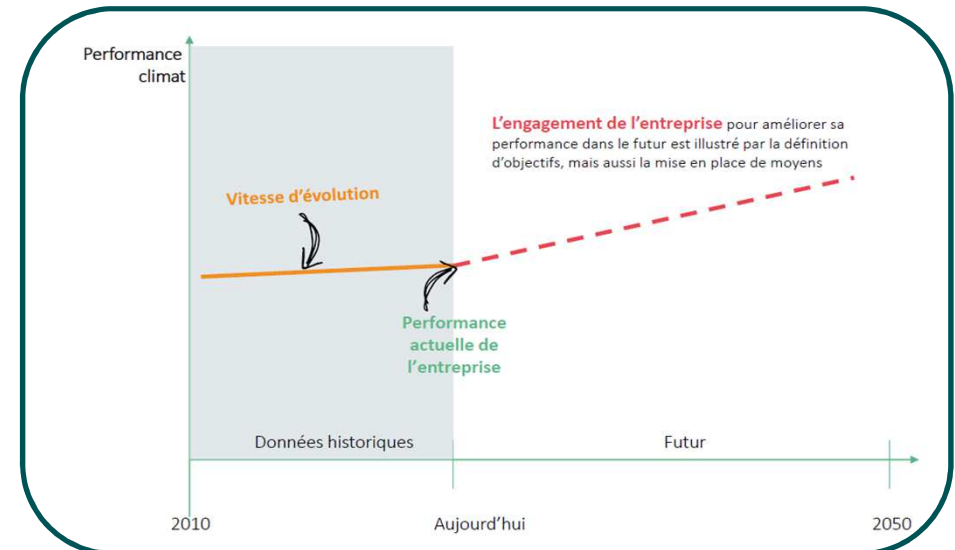 Performance
climat
L'engagement de l'entreprise pour améliorer sa
performance dans le futur est illustré par la définition
d'objectifs, mais aussi la mise en place de moyens
Vitesse d'évolution
Performance
actuelle de
l'entreprise
Données historiques
Futur
2010
Aujourd'hui
2050